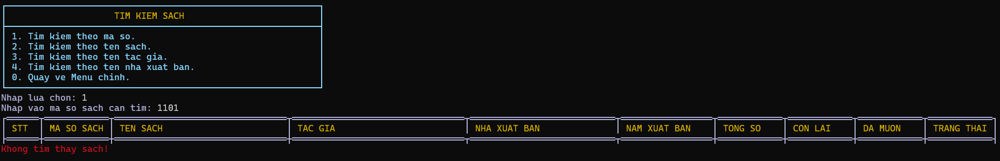 TIM KIEM SACH
1. Tim kiem theo ma so.
2. Tim kiem theo ten sach.
3. Tim kiem theo ten tac gia.
4. Tim kiem theo ten nha xuat ban.
0. Quay ve Menu chinh.
Nhap lua chon: 1
Nhap vao ma so sach can tim: 1101
STT MA SO SACH TEN SACH TAC GIA NHA XUAT BAN NAM XUAT BAN TONG SO CON LAI DA MUON TRANG THAI
Khong tim thay sach!